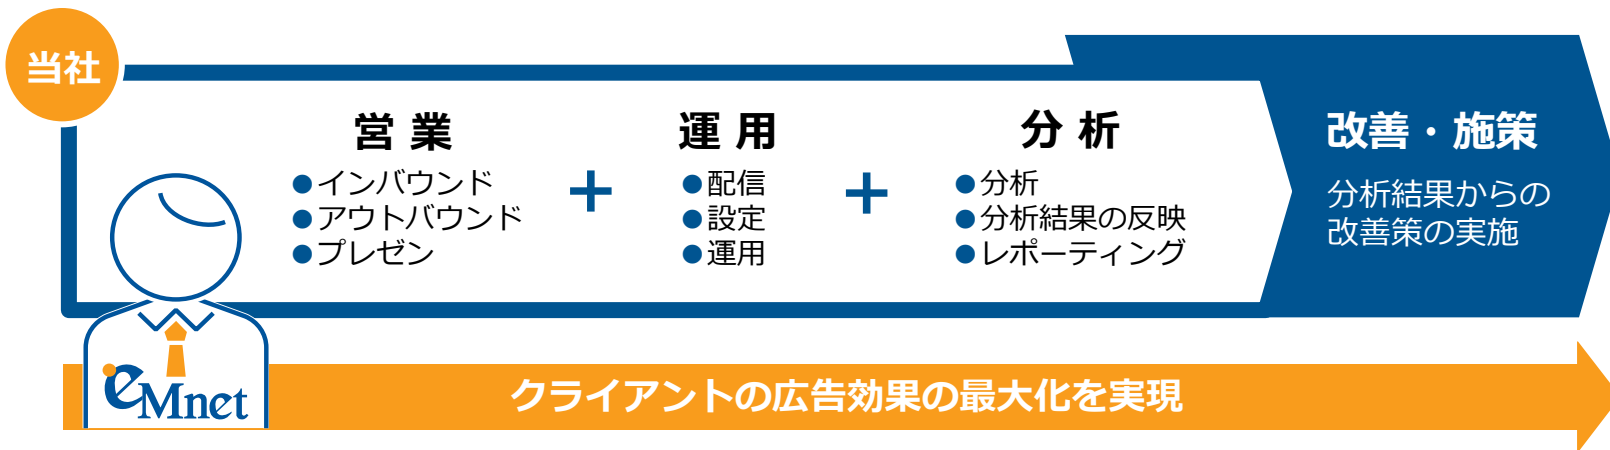 当社
営業
●インバウンド
●アウトバウンド
●プレゼン
+
運用
●配信
●設定
●運用
+
分析
●分析
●分析結果の反映
●レポーティング
改善・施策
分析結果からの
改善策の実施
eMnet
クライアントの広告効果の最大化を実現